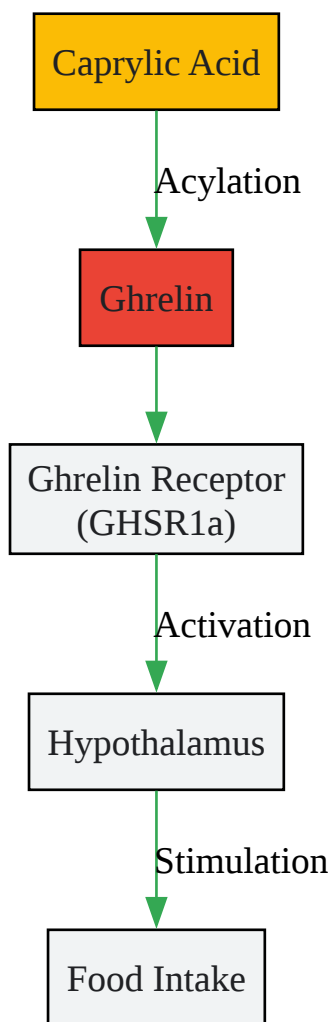 Caprylic Acid
Acylation
Ghrelin
Ghrelin Receptor
(GHSR1a)
Activation
Hypothalamus
Stimulation
Food Intake